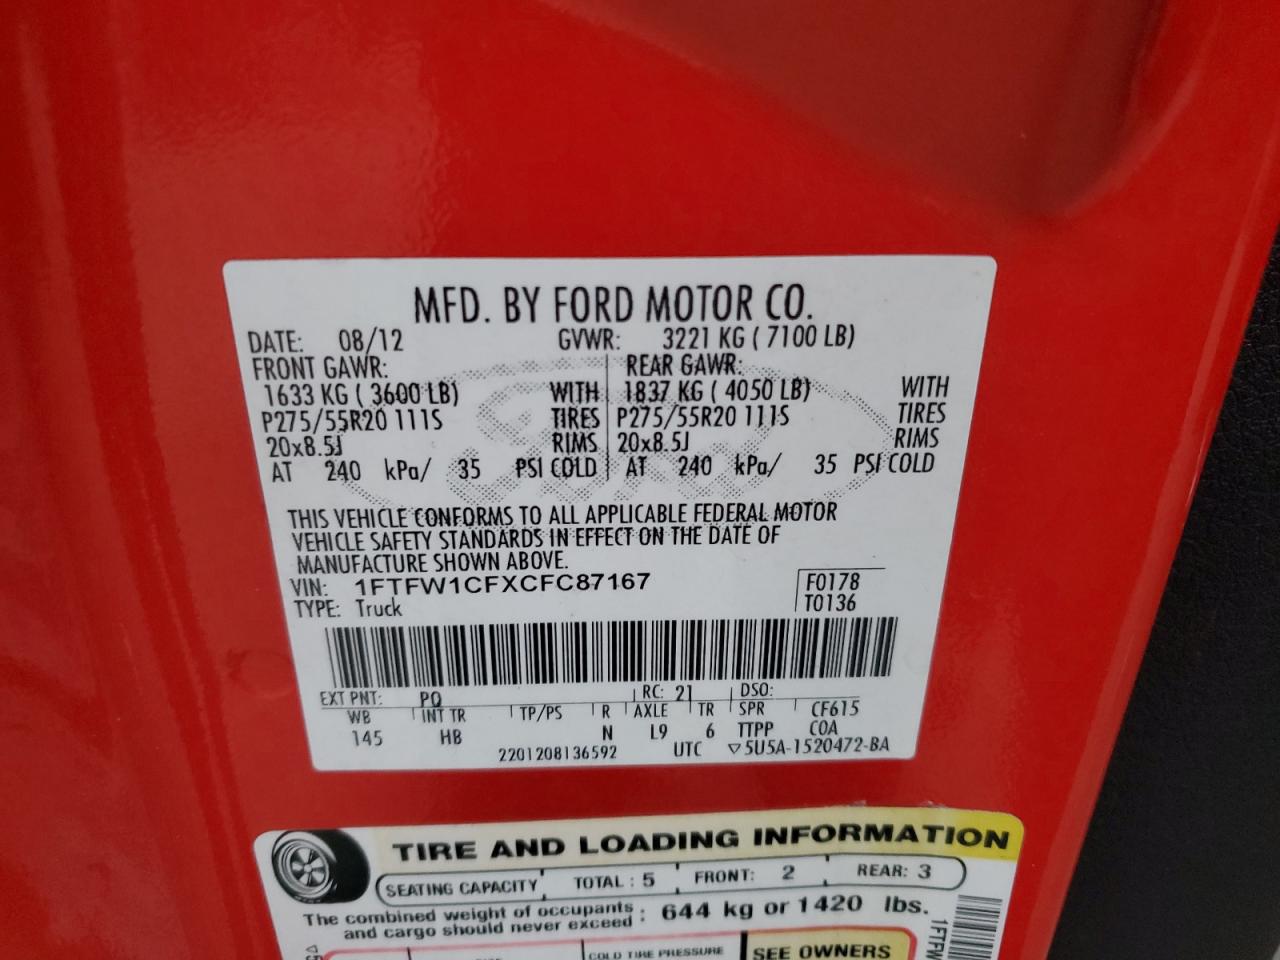 MFD. BY FORD MOTOR CO.
DATE: 08/12 GVWR: 3221 KG ( 7100 LB)
FRONT GAWR: REAR GAWR:
1633 KG ( 3600 LB) WITH 1837 KG ( 4050 LB) WITH
P275/55R20 111S TIRES P275/55R20 111S TIRES
20x8.5J RIMS 20x8.5J RIMS
AT 240 kPa/ 35 PSI COLD AT 240 kPa/ 35 PSI COLD
Ford
THIS VEHICLE CONFORMS TO ALL APPLICABLE FEDERAL MOTOR
VEHICLE SAFETY STANDARDS IN EFFECT ON THE DATE OF
MANUFACTURE SHOWN ABOVE.
VIN: 1FTFW1CFXCFC87167 F0178
TYPE: Truck T0136
EXT PNT: PQ RC: 21 DSO:
WB INT TR TP/PS R AXLE TR SPR CF615
145 HB N L9 6 TTPP COA
2201208136592 UTC ▽5U5A-1520472-BA
TIRE AND LOADING INFORMATION
SEATING CAPACITY TOTAL : 5 FRONT: 2 REAR: 3
The combined weight of occupants
and cargo should never exceed : 644 kg or 1420 lbs.
COLD TIRE PRESSURE SEE OWNERS
1FTFW